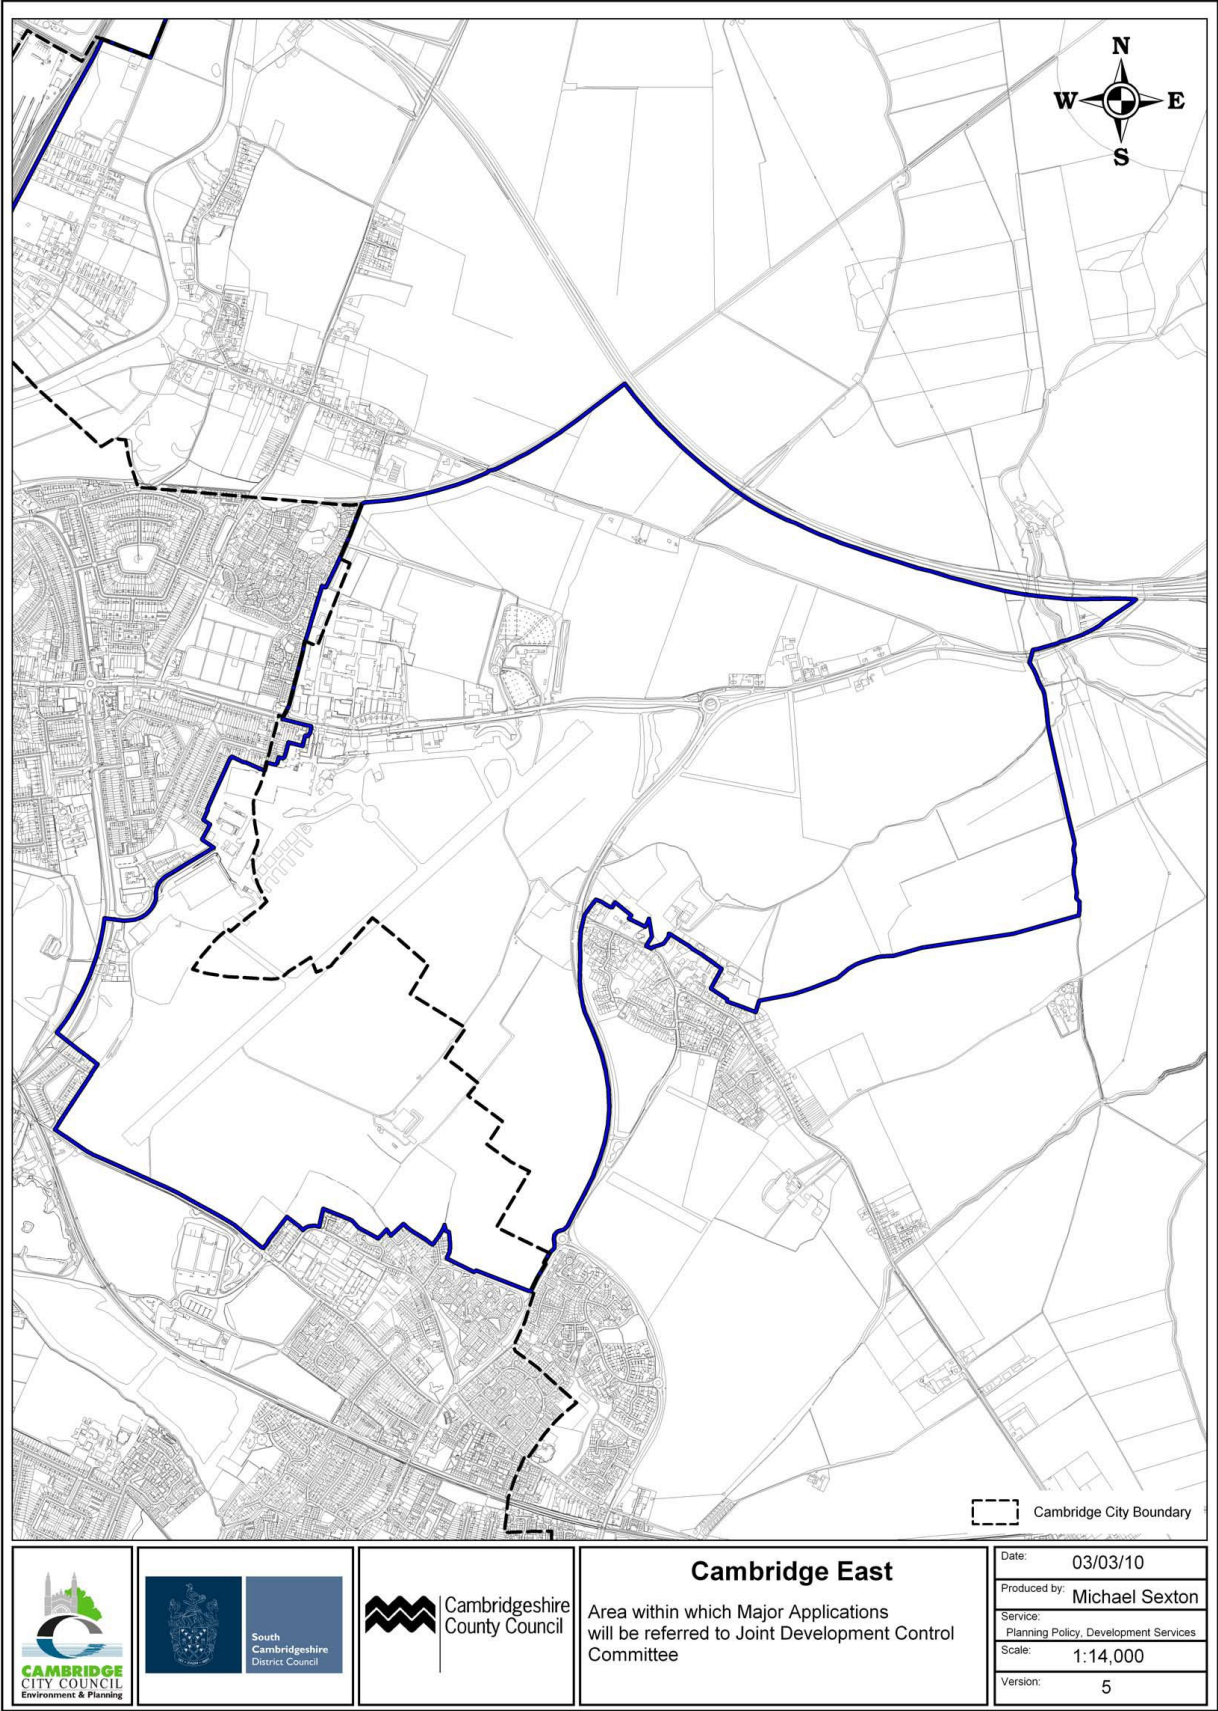 N
W E
S
Cambridge City Boundary
CAMBRIDGE
CITY COUNCIL
Environment & Planning
South
Cambridgeshire
District Council
Cambridgeshire
County Council
Cambridge East
Area within which Major Applications
will be referred to Joint Development Control
Committee
Date: 03/03/10
Produced by: Michael Sexton
Service:
Planning Policy, Development Services
Scale: 1:14,000
Version: 5